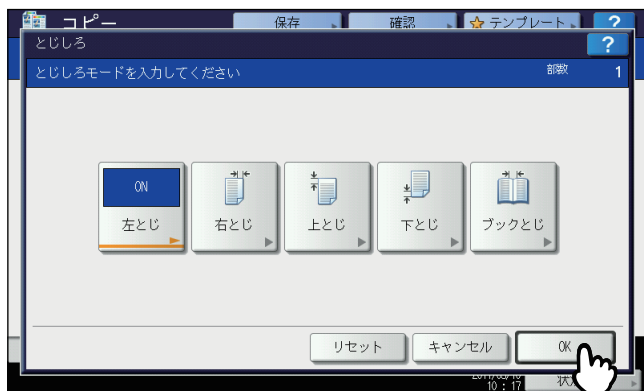 コピー 保存 確認 テンプレート ?
とじしろ ?
とじしろモードを入力してください 部数 1
ON
左とじ 右とじ 上とじ 下とじ ブックとじ
リセット キャンセル OK
10：17